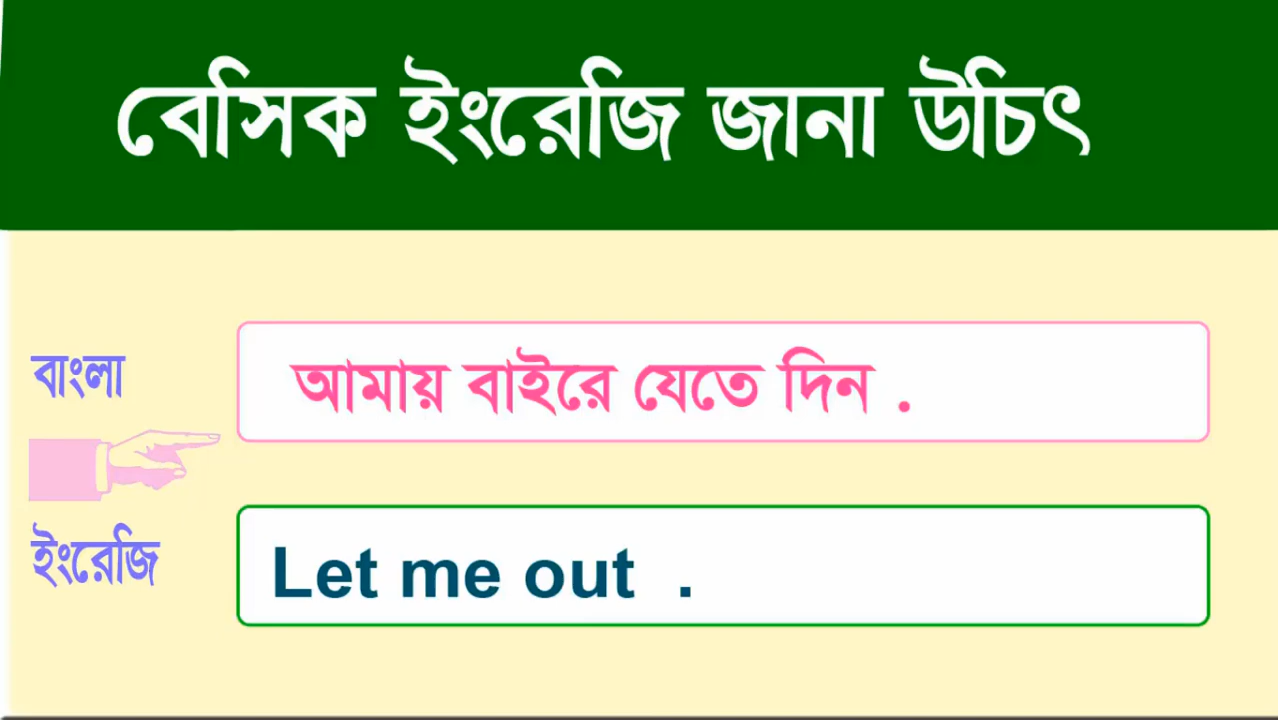 বেসিক ইংরেজি জানা উচিৎ
বাংলা
আমায় বাইরে যেতে দিন .
ইংরেজি
Let me out .